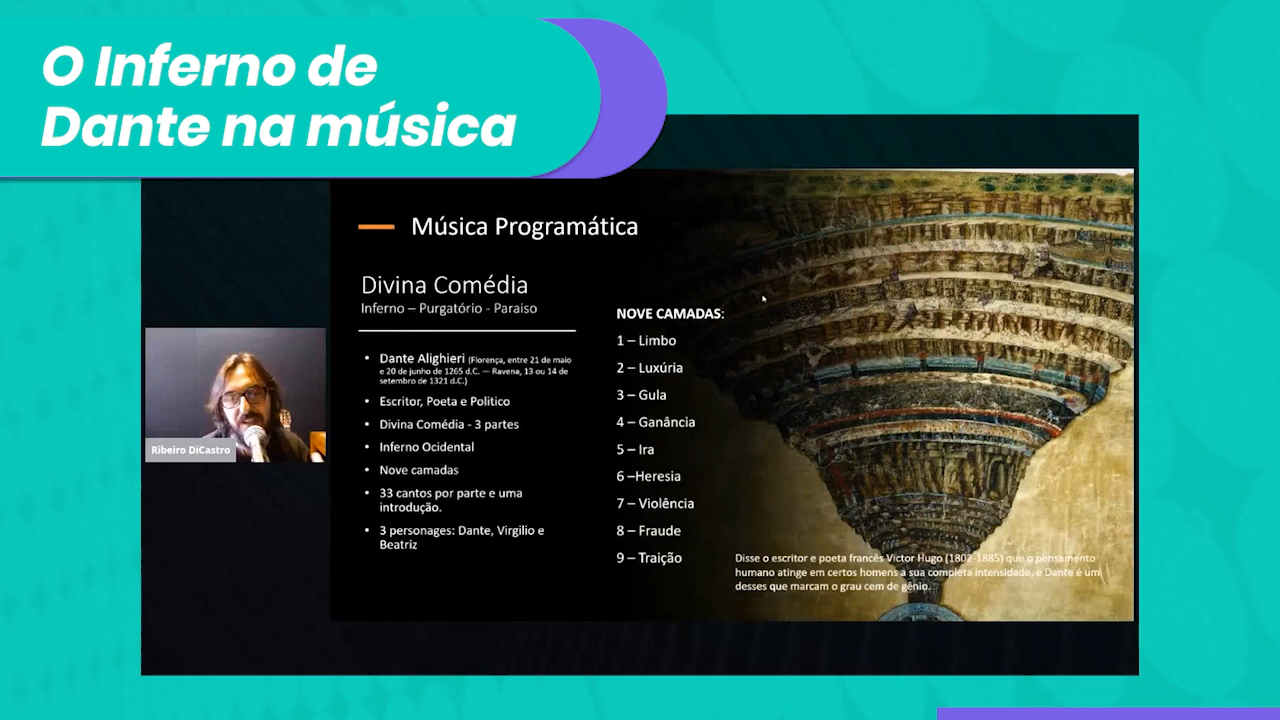 O Inferno de
Dante na música
Música Programática
Divina Comédia
Inferno – Purgatório - Paraiso
• Dante Alighieri (Florença, entre 21 de maio
e 20 de junho de 1265 d.C. — Ravena, 13 ou 14 de
setembro de 1321 d.C.)
• Escritor, Poeta e Politico
• Divina Comédia - 3 partes
• Inferno Ocidental
• Nove camadas
• 33 cantos por parte e uma
introdução.
• 3 personages: Dante, Virgilio e
Beatriz
NOVE CAMADAS:
1 – Limbo
2 – Luxúria
3 – Gula
4 – Ganância
5 – Ira
6 –Heresia
7 – Violência
8 – Fraude
9 – Traição
Disse o escritor e poeta francês Victor Hugo (1802-1885) que o pensamento
humano atinge em certos homens a sua completa intensidade, e Dante é um
desses que marcam o grau cem de gênio.
Ribeiro DiCastro